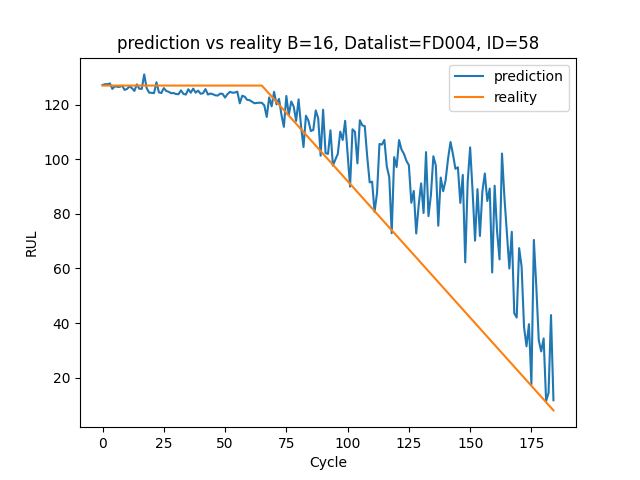 prediction vs reality B=16, Datalist=FD004, ID=58
prediction
reality
RUL
120
100
80
60
40
20
0 25 50 75 100 125 150 175
Cycle